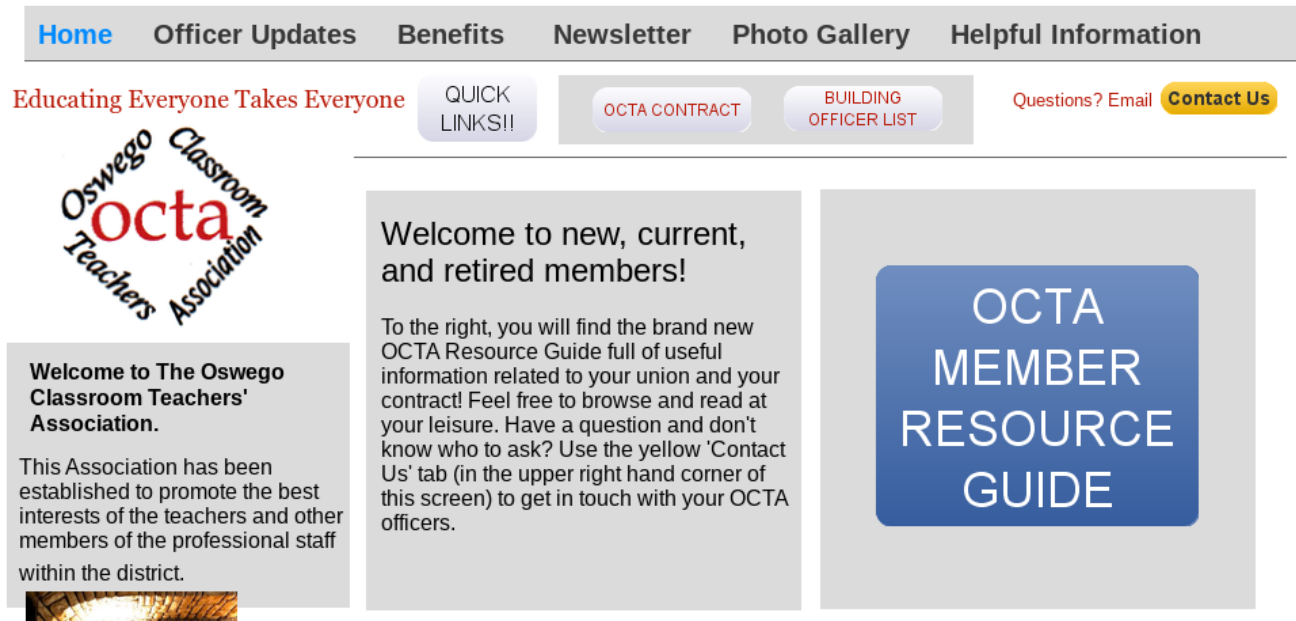 Home Officer Updates Benefits Newsletter Photo Gallery Helpful Information
Educating Everyone Takes Everyone
QUICK
LINKS!!
OCTA CONTRACT
BUILDING
OFFICER LIST
Questions? Email Contact Us
Oswego Classroom
octa
Teachers Association
Welcome to The Oswego
Classroom Teachers'
Association.
This Association has been
established to promote the best
interests of the teachers and other
members of the professional staff
within the district.
Welcome to new, current,
and retired members!
To the right, you will find the brand new
OCTA Resource Guide full of useful
information related to your union and your
contract! Feel free to browse and read at
your leisure. Have a question and don't
know who to ask? Use the yellow 'Contact
Us' tab (in the upper right hand corner of
this screen) to get in touch with your OCTA
officers.
OCTA
MEMBER
RESOURCE
GUIDE